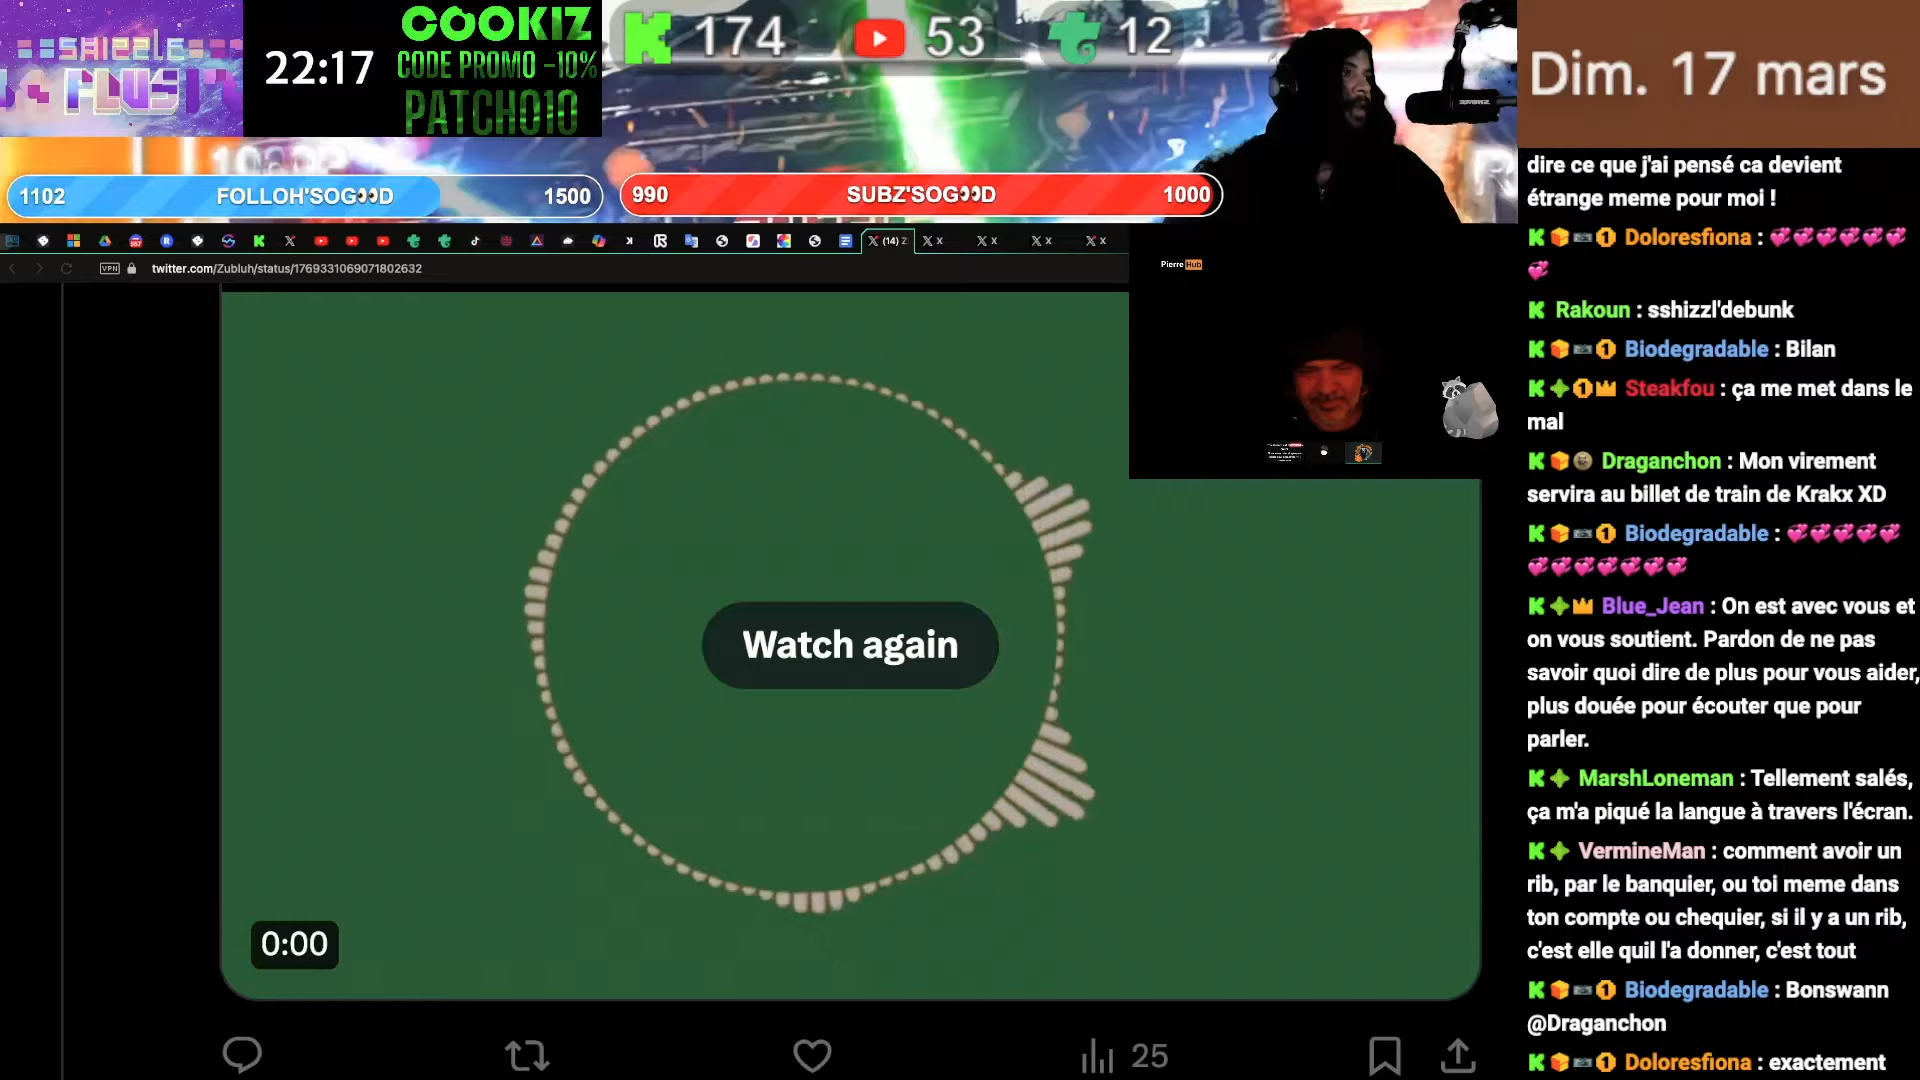 SHIZZLE
PLUS
22:17
COOKIZ
CODE PROMO -10%
PATCHO10
174
53
12
Dim. 17 mars
1102 FOLLOH'SOG👀D 1500
990 SUBZ'SOG👀D 1000
(14) Z
twitter.com/Zubluh/status/1769331069071802632
VPN
Pierre Hub
Watch again
0:00
25
dire ce que j'ai pensé ca devient
étrange meme pour moi !
Doloresfiona : 💞💞💞💞💞💞
💞
Rakoun : sshizzl'debunk
Biodegradable : Bilan
Steakfou : ça me met dans le
mal
Draganchon : Mon virement
servira au billet de train de Krakx XD
Biodegradable : 💞💞💞💞💞
💞💞💞💞💞💞💞
Blue_Jean : On est avec vous et
on vous soutient. Pardon de ne pas
savoir quoi dire de plus pour vous aider,
plus douée pour écouter que pour
parler.
MarshLoneman : Tellement salés,
ça m'a piqué la langue à travers l'écran.
VermineMan : comment avoir un
rib, par le banquier, ou toi meme dans
ton compte ou chequier, si il y a un rib,
c'est elle quil l'a donner, c'est tout
Biodegradable : Bonswann
@Draganchon
Doloresfiona : exactement